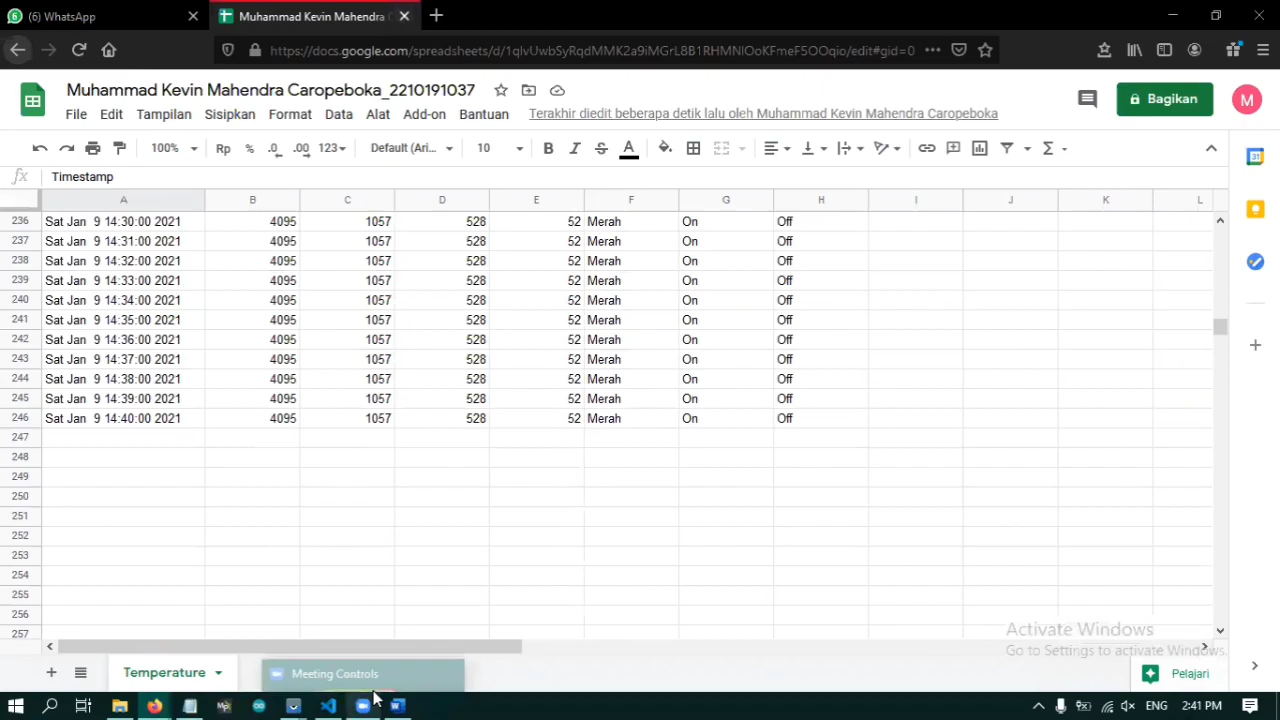 (6) WhatsApp
Muhammad Kevin Mahendra C
https://docs.google.com/spreadsheets/d/1qIvUwbSyRqdMMK2a9iMGrL8B1RHMNIOoKFmeF5OOqio/edit#gid=0
Muhammad Kevin Mahendra Caropeboka_2210191037
Bagikan
M
File Edit Tampilan Sisipkan Format Data Alat Add-on Bantuan Terakhir diedit beberapa detik lalu oleh Muhammad Kevin Mahendra Caropeboka
100% Rp % .0 .00 123 Default (Ari... 10 B I S A
fx Timestamp
A B C D E F G H I J K L
236 Sat Jan 9 14:30:00 2021 4095 1057 528 52 Merah On Off
237 Sat Jan 9 14:31:00 2021 4095 1057 528 52 Merah On Off
238 Sat Jan 9 14:32:00 2021 4095 1057 528 52 Merah On Off
239 Sat Jan 9 14:33:00 2021 4095 1057 528 52 Merah On Off
240 Sat Jan 9 14:34:00 2021 4095 1057 528 52 Merah On Off
241 Sat Jan 9 14:35:00 2021 4095 1057 528 52 Merah On Off
242 Sat Jan 9 14:36:00 2021 4095 1057 528 52 Merah On Off
243 Sat Jan 9 14:37:00 2021 4095 1057 528 52 Merah On Off
244 Sat Jan 9 14:38:00 2021 4095 1057 528 52 Merah On Off
245 Sat Jan 9 14:39:00 2021 4095 1057 528 52 Merah On Off
246 Sat Jan 9 14:40:00 2021 4095 1057 528 52 Merah On Off
247
248
249
250
251
252
253
254
255
256
257
Activate Windows
Go to Settings to activate Windows.
Temperature
Meeting Controls
Pelajari
ENG 2:41 PM